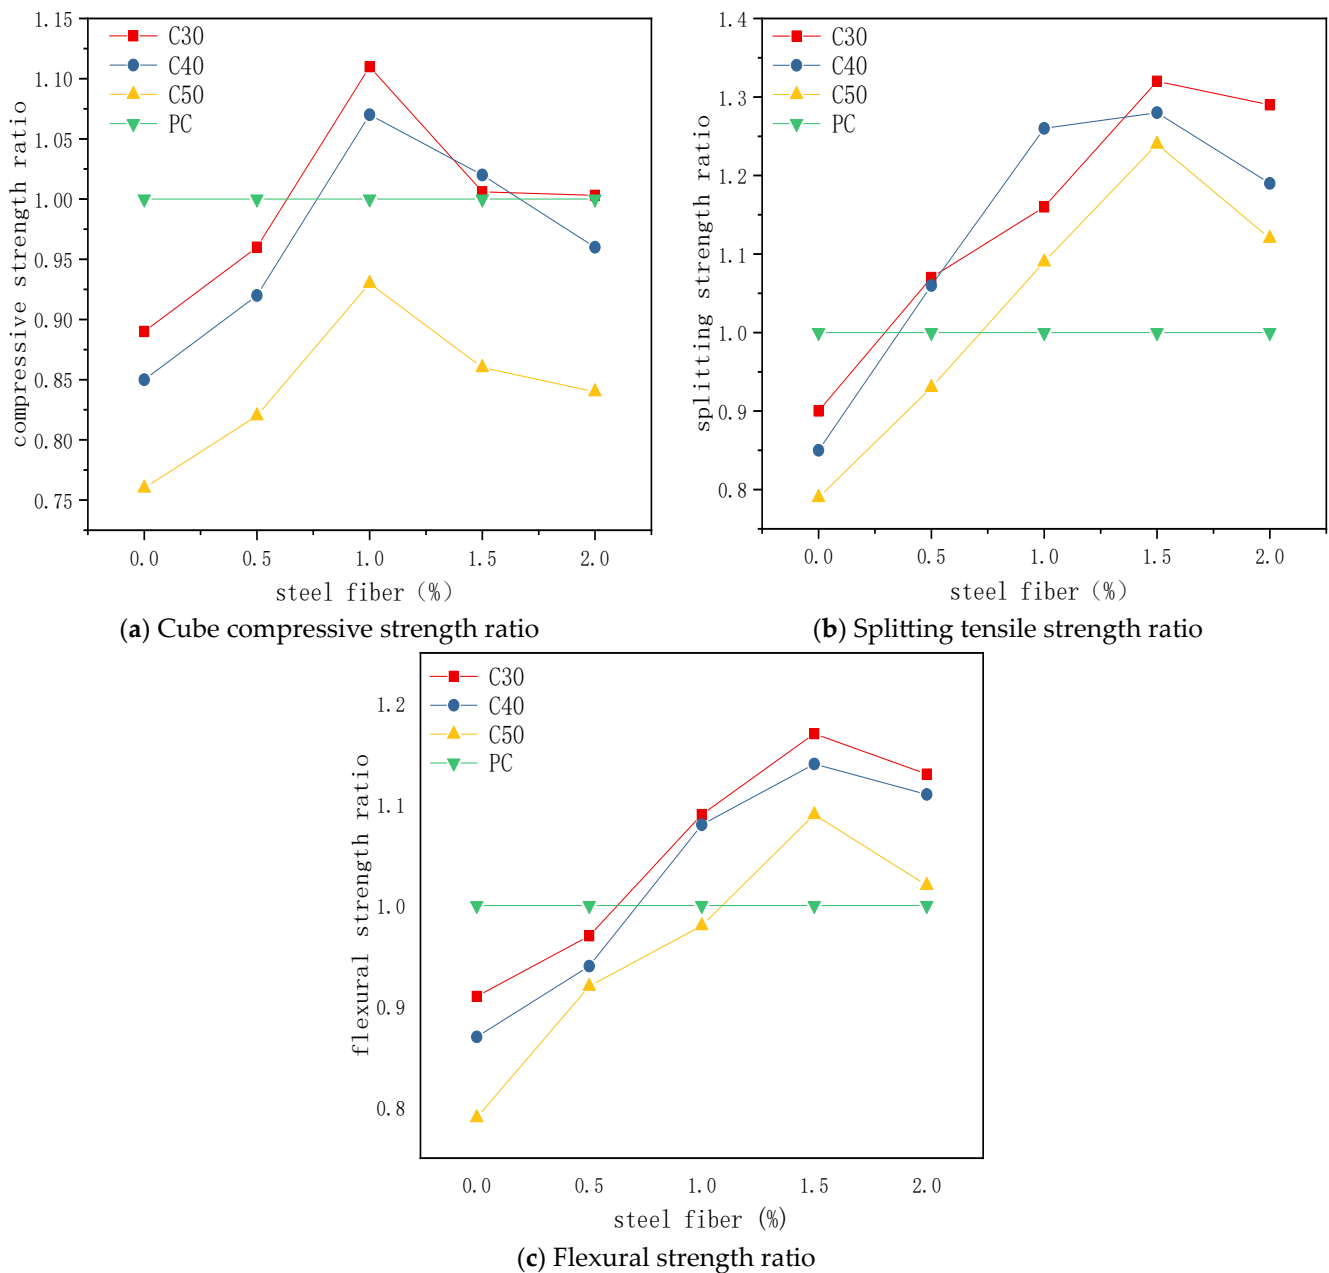 1.15
1.10
1.05
1.00
0.95
0.90
0.85
0.80
0.75
compressive strength ratio
C30
C40
C50
PC
0.0 0.5 1.0 1.5 2.0
steel fiber (%)
(a) Cube compressive strength ratio
1.4
1.3
1.2
1.1
1.0
0.9
0.8
splitting strength ratio
C30
C40
C50
PC
0.0 0.5 1.0 1.5 2.0
steel fiber (%)
(b) Splitting tensile strength ratio
1.2
1.1
1.0
0.9
0.8
flexural strength ratio
C30
C40
C50
PC
0.0 0.5 1.0 1.5 2.0
steel fiber (%)
(c) Flexural strength ratio